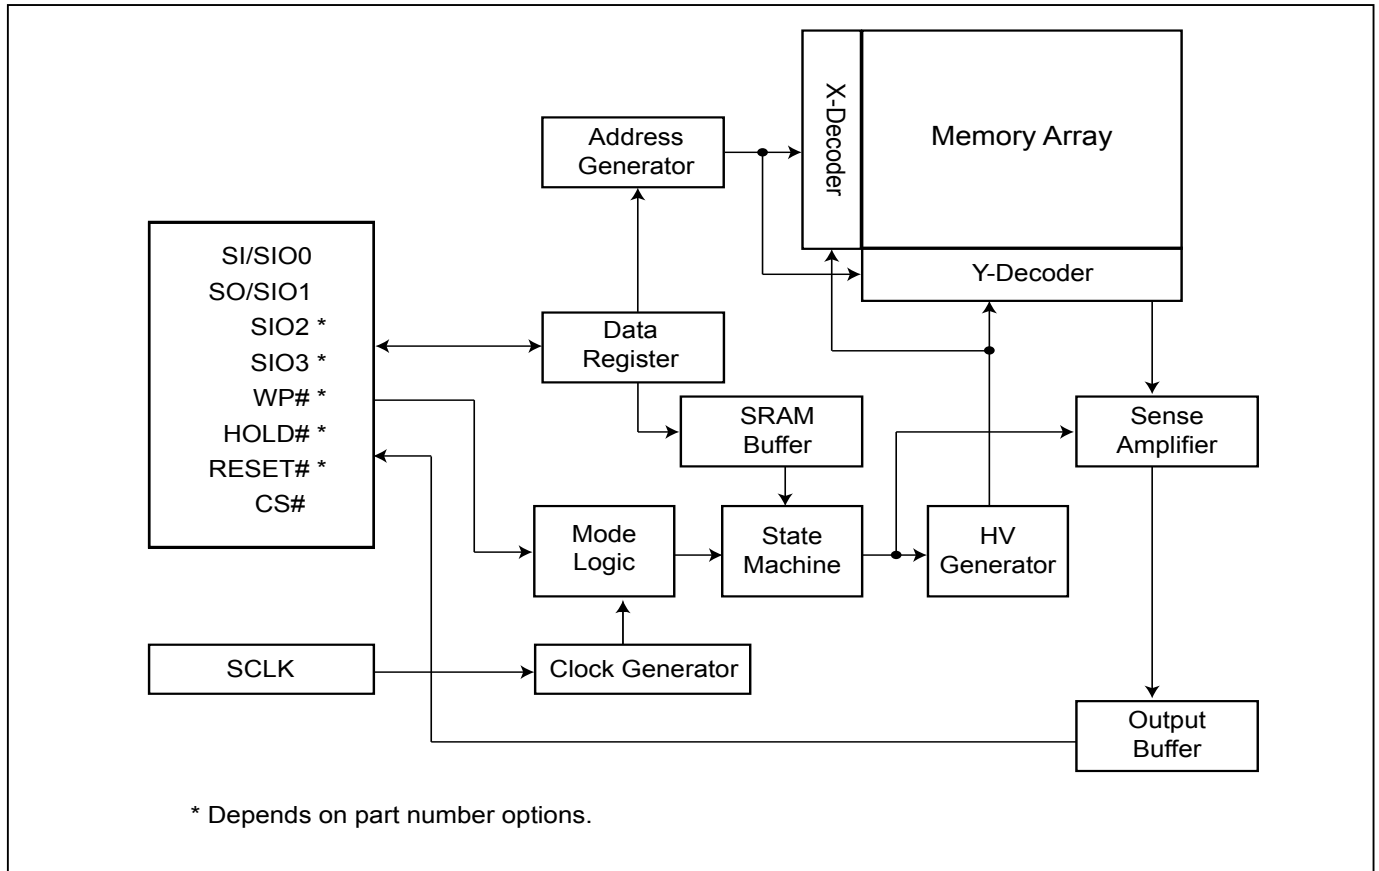 X-Decoder
Memory Array
Address
Generator
Y-Decoder
SI/SIO0
SO/SIO1
SIO2 *
SIO3 *
WP# *
HOLD# *
RESET# *
CS#
Data
Register
SRAM
Buffer
Sense
Amplifier
Mode
Logic
State
Machine
HV
Generator
SCLK
Clock Generator
Output
Buffer
* Depends on part number options.